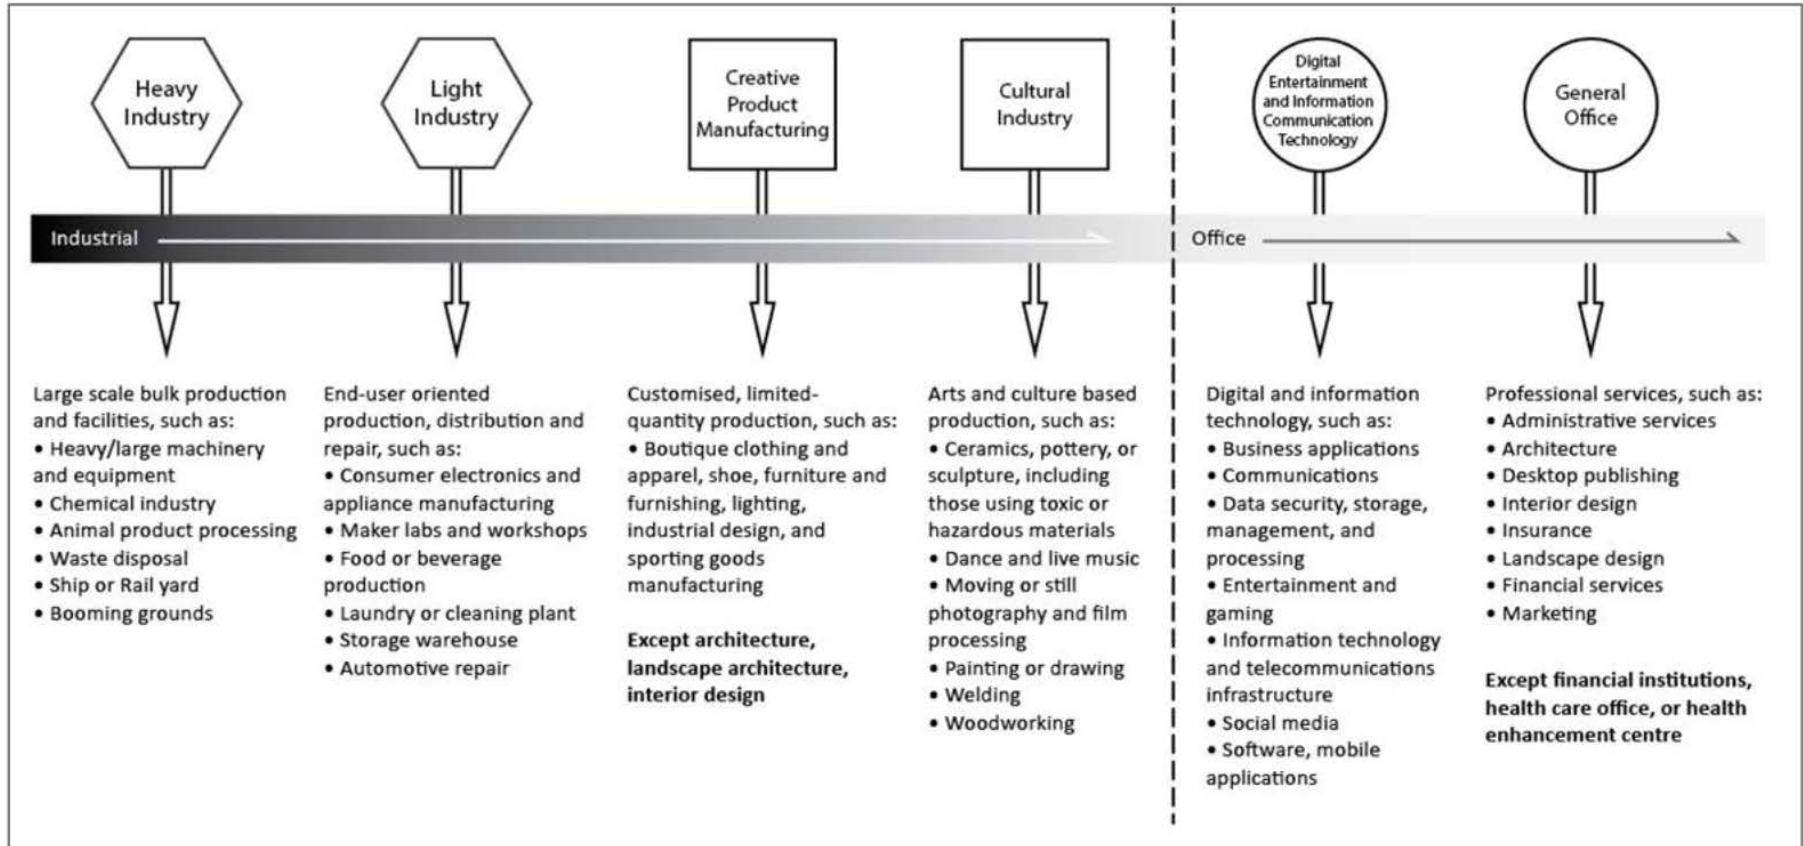 Heavy
Industry
Light
Industry
Creative
Product
Manufacturing
Cultural
Industry
Digital
Entertainment
and Information
Communication
Technology
General
Office
Industrial
Office
Large scale bulk production
and facilities, such as:
• Heavy/large machinery
and equipment
• Chemical industry
• Animal product processing
• Waste disposal
• Ship or Rail yard
• Booming grounds
End-user oriented
production, distribution and
repair, such as:
• Consumer electronics and
appliance manufacturing
• Maker labs and workshops
• Food or beverage
production
• Laundry or cleaning plant
• Storage warehouse
• Automotive repair
Customised, limited-
quantity production, such as:
• Boutique clothing and
apparel, shoe, furniture and
furnishing, lighting,
industrial design, and
sporting goods
manufacturing
Except architecture,
landscape architecture,
interior design
Arts and culture based
production, such as:
• Ceramics, pottery, or
sculpture, including
those using toxic or
hazardous materials
• Dance and live music
• Moving or still
photography and film
processing
• Painting or drawing
• Welding
• Woodworking
Digital and information
technology, such as:
• Business applications
• Communications
• Data security, storage,
management, and
processing
• Entertainment and
gaming
• Information technology
and telecommunications
infrastructure
• Social media
• Software, mobile
applications
Professional services, such as:
• Administrative services
• Architecture
• Desktop publishing
• Interior design
• Insurance
• Landscape design
• Financial services
• Marketing
Except financial institutions,
health care office, or health
enhancement centre